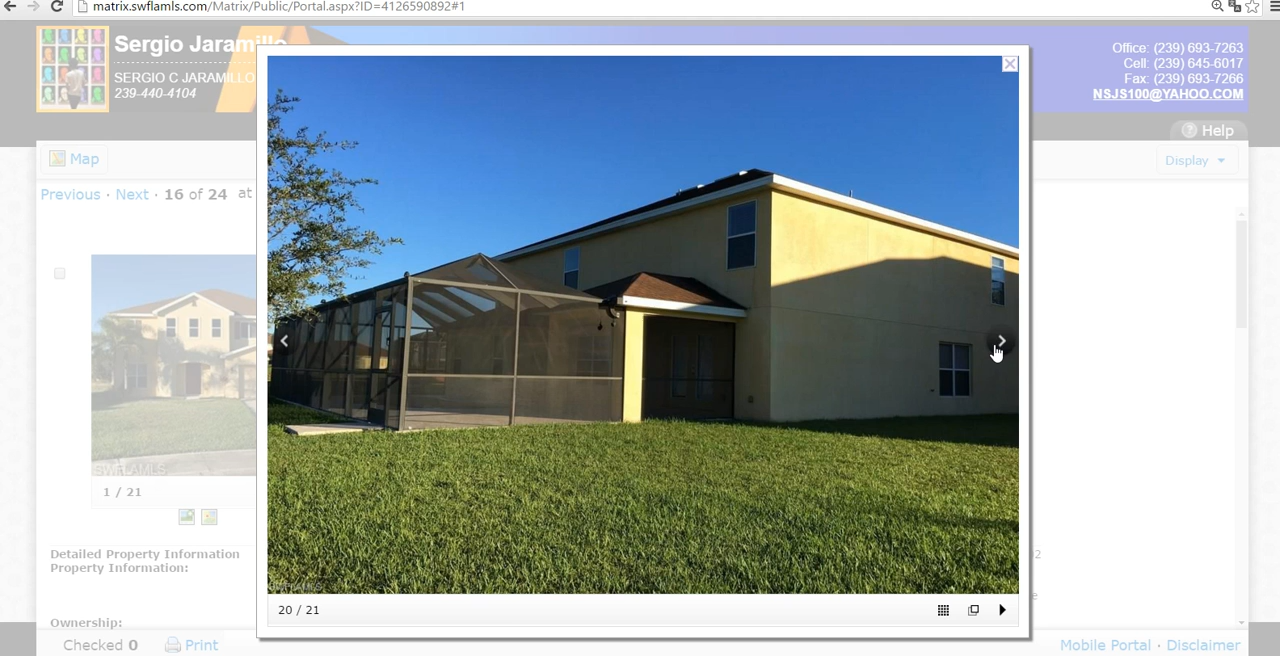 matrix.swflamls.com/Matrix/Public/Portal.aspx?ID=4126590892#1
Sergio Jaramillo
SERGIO C JARAMILLO
239-440-4104
Office: (239) 693-7263
Cell: (239) 645-6017
Fax: (239) 693-7266
NSJS100@YAHOO.COM
? Help
Map
Display
Previous · Next · 16 of 24 at
SWFLAMLS
1 / 21
SWFLAMLS
20 / 21
Detailed Property Information
Property Information:
Ownership:
Checked 0
Print
Mobile Portal · Disclaimer